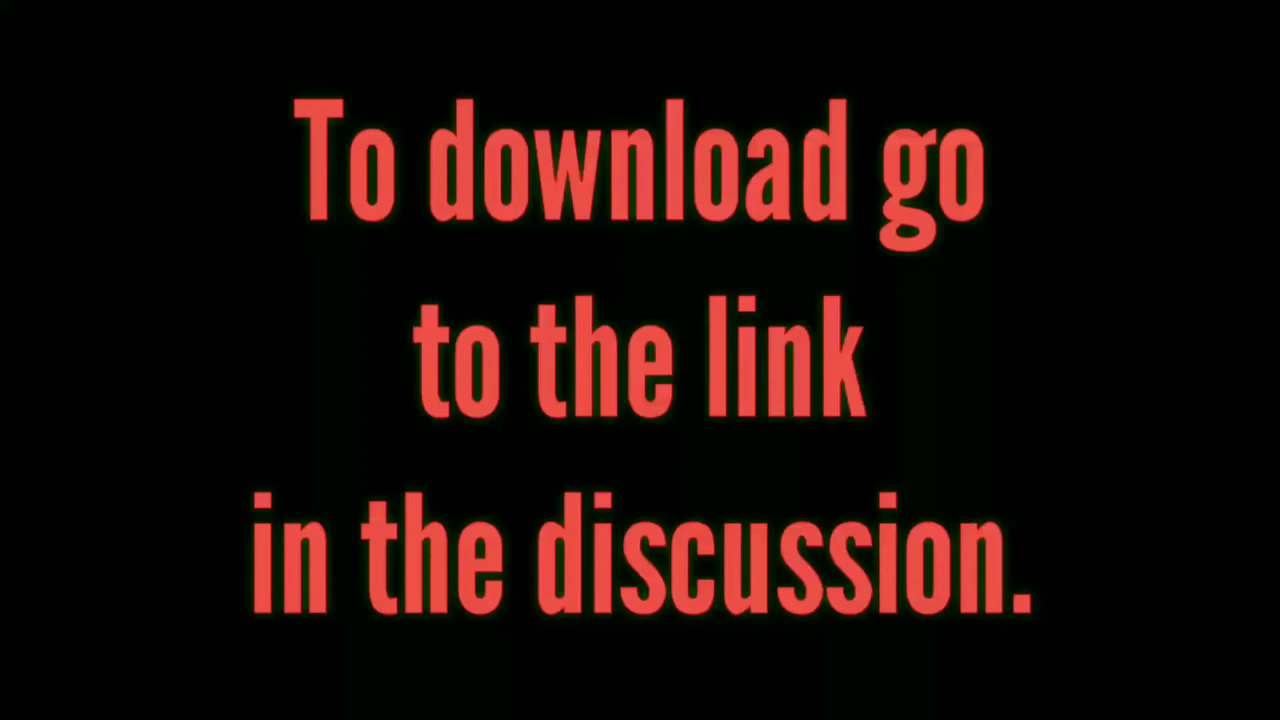 To download go
to the link
in the discussion.